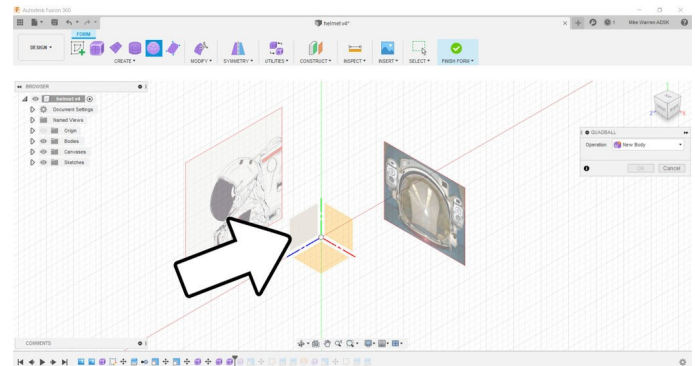 Autodesk Fusion 360
helmet v4*
1
Mike Warren-ADSK
FORM
DESIGN
CREATE
MODIFY
SYMMETRY
UTILITIES
CONSTRUCT
INSPECT
INSERT
SELECT
FINISH FORM
BROWSER
helmet v4
Document Settings
Named Views
Origin
Bodies
Canvases
Sketches
QUADBALL
Operation New Body
OK Cancel
COMMENTS